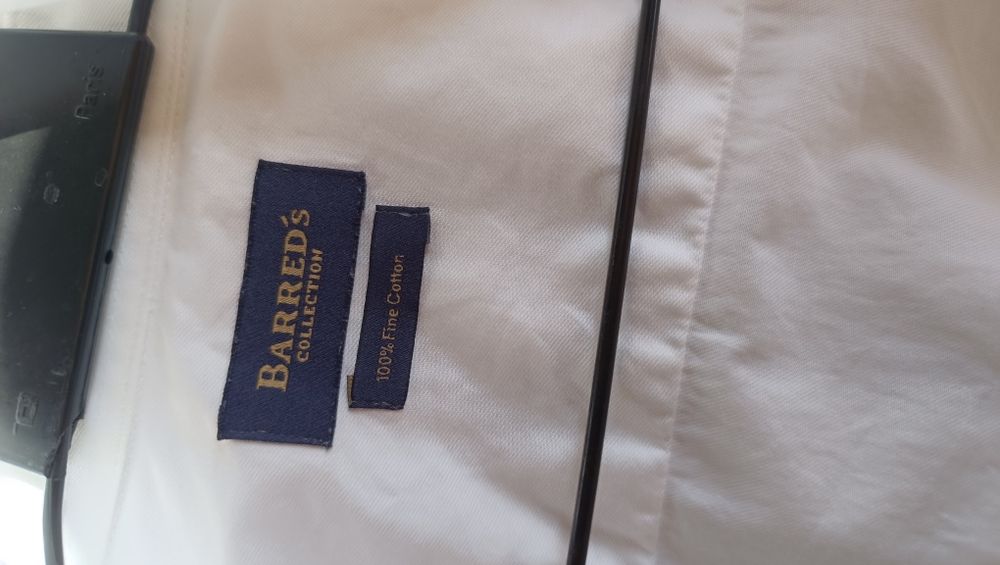 BARRED'S
COLLECTION
100% Fine Cotton
Paris